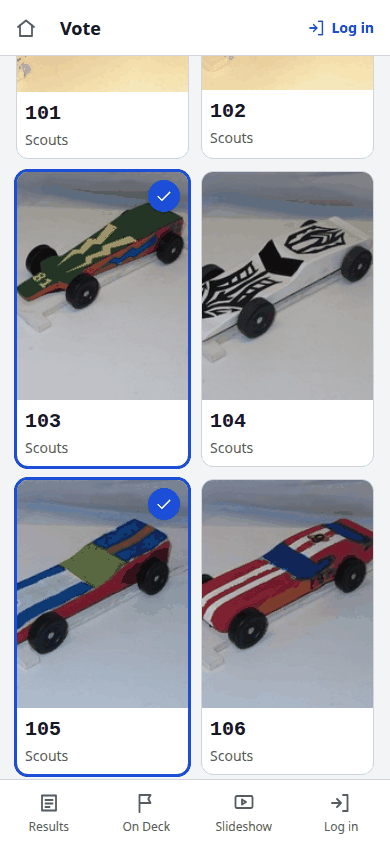 Vote
Log in
101
Scouts
102
Scouts
103
Scouts
104
Scouts
105
Scouts
106
Scouts
Results
On Deck
Slideshow
Log in